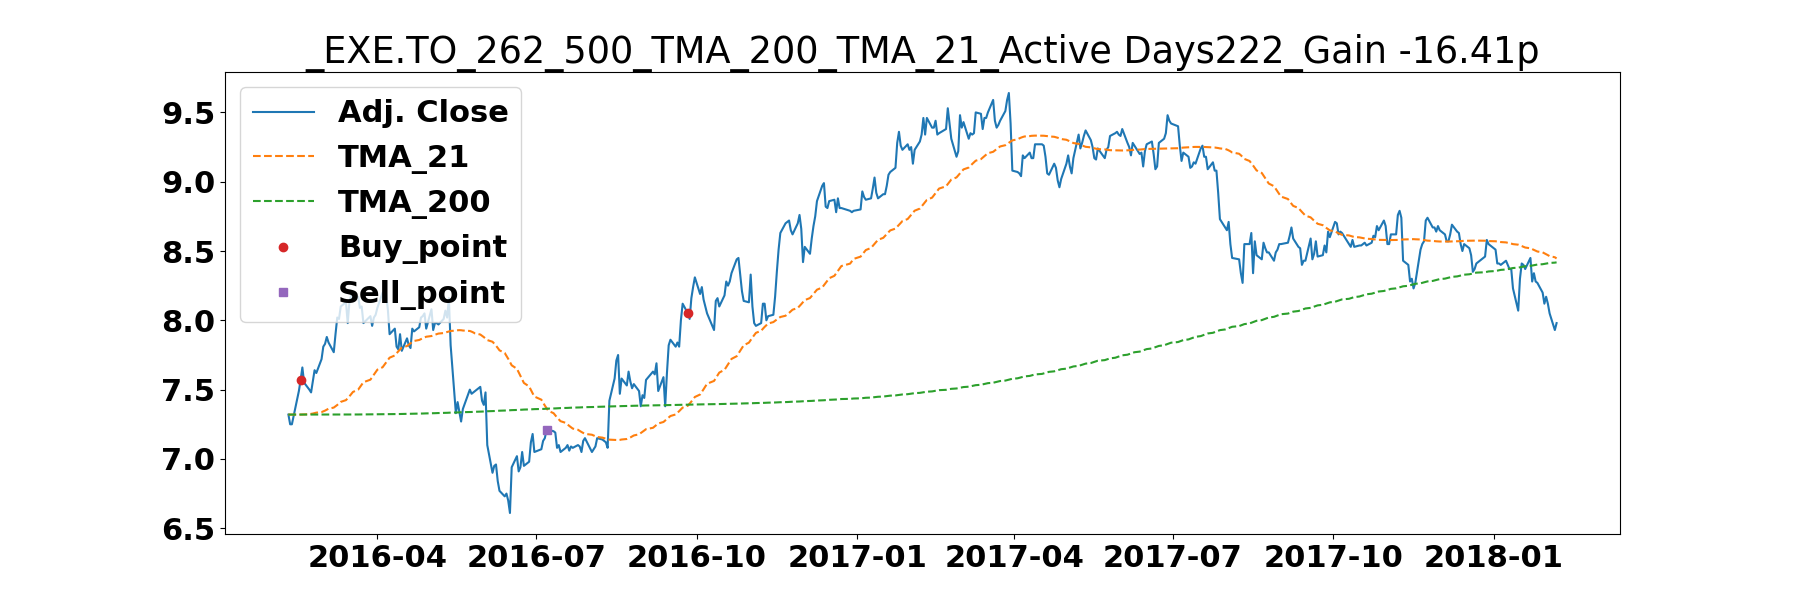 _EXE.TO_262_500_TMA_200_TMA_21_Active Days222_Gain -16.41p
Adj. Close
TMA_21
TMA_200
Buy_point
Sell_point
9.5
9.0
8.5
8.0
7.5
7.0
6.5
2016-04 2016-07 2016-10 2017-01 2017-04 2017-07 2017-10 2018-01